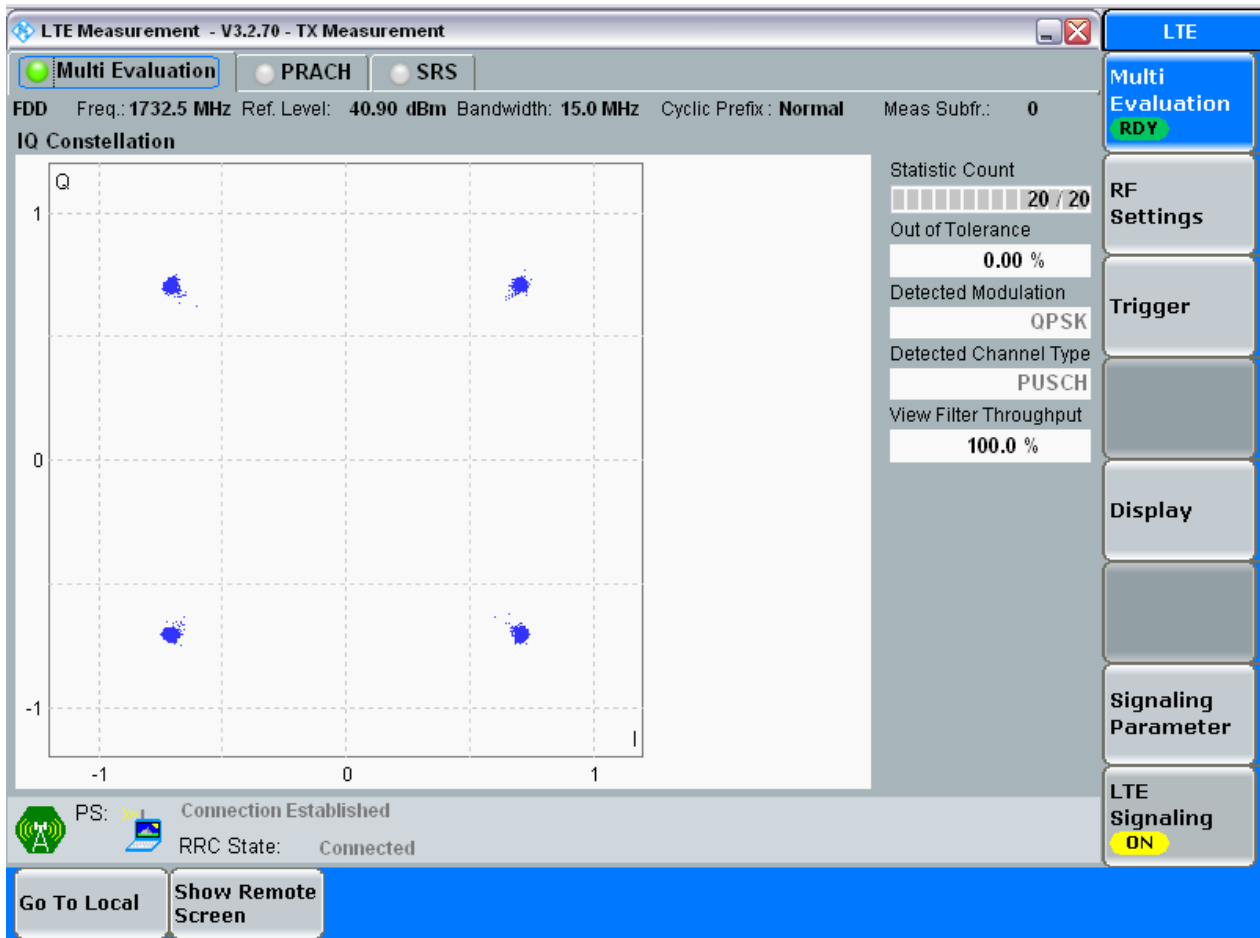 LTE Measurement - V3.2.70 - TX Measurement
LTE
Multi Evaluation PRACH SRS
FDD Freq.: 1732.5 MHz Ref. Level: 40.90 dBm Bandwidth: 15.0 MHz Cyclic Prefix : Normal Meas Subfr.: 0
IQ Constellation
Q
1
0
-1
I
-1 0 1
Statistic Count
20 / 20
Out of Tolerance
0.00 %
Detected Modulation
QPSK
Detected Channel Type
PUSCH
View Filter Throughput
100.0 %
Multi
Evaluation
RDY
RF
Settings
Trigger
Display
Signaling
Parameter
LTE
Signaling
ON
PS: Connection Established
RRC State: Connected
Go To Local
Show Remote
Screen